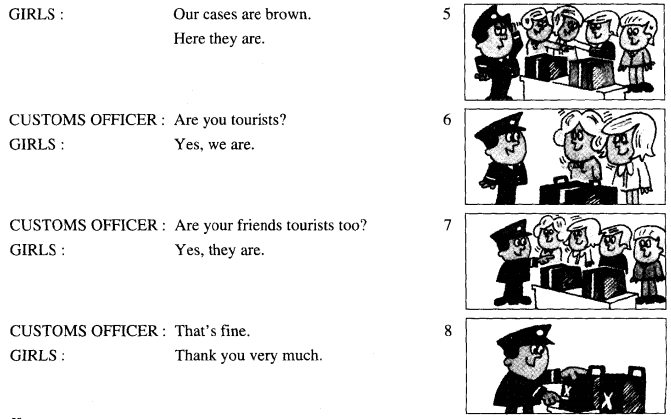 GIRLS : Our cases are brown. 5
Here they are.
CUSTOMS OFFICER : Are you tourists? 6
GIRLS : Yes, we are.
CUSTOMS OFFICER : Are your friends tourists too? 7
GIRLS : Yes, they are.
CUSTOMS OFFICER : That's fine. 8
GIRLS : Thank you very much.
X X